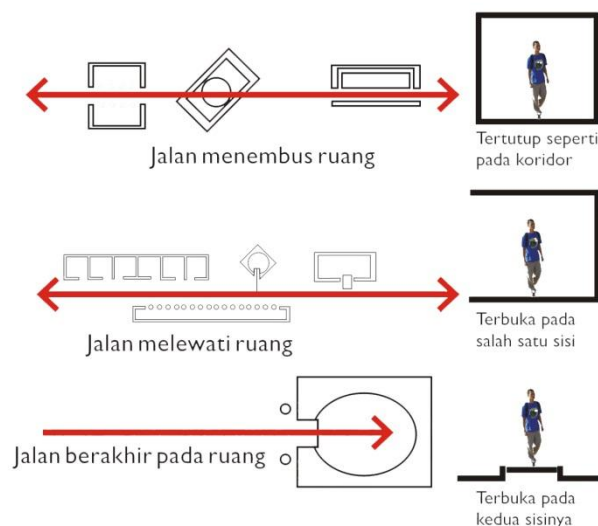 Jalan menembus ruang
Tertutup seperti
pada koridor
Jalan melewati ruang
Terbuka pada
salah satu sisi
Jalan berakhir pada ruang
Terbuka pada
kedua sisinya